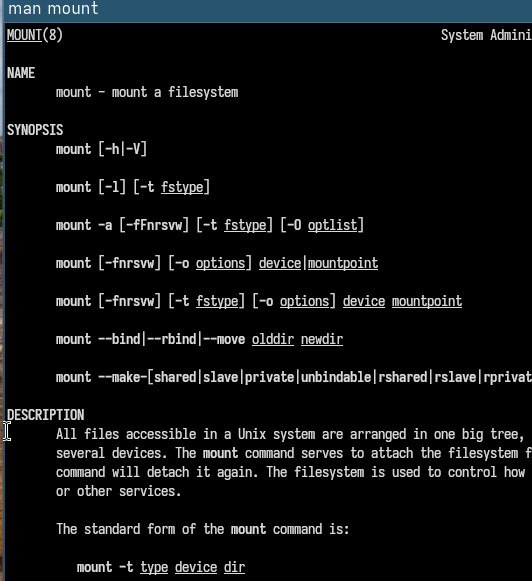 man mount
MOUNT(8) System Admini
NAME
mount - mount a filesystem
SYNOPSIS
mount [-h|-V]
mount [-l] [-t fstype]
mount -a [-fFnrsvw] [-t fstype] [-O optlist]
mount [-fnrsvw] [-o options] device|mountpoint
mount [-fnrsvw] [-t fstype] [-o options] device mountpoint
mount --bind|--rbind|--move olddir newdir
mount --make-[shared|slave|private|unbindable|rshared|rslave|rprivat
DESCRIPTION
All files accessible in a Unix system are arranged in one big tree,
several devices. The mount command serves to attach the filesystem f
command will detach it again. The filesystem is used to control how
or other services.
The standard form of the mount command is:
mount -t type device dir